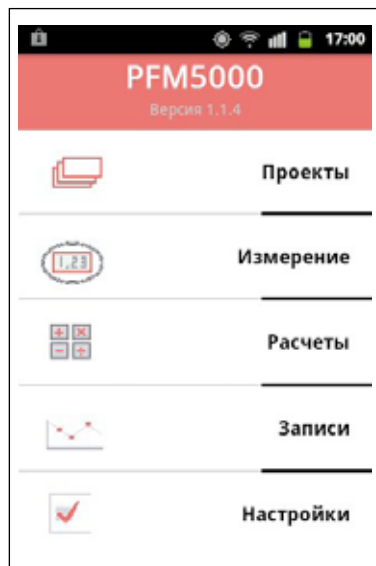 17:00
PFM5000
Версия 1.1.4
Проекты
1,23
Измерение
Расчеты
Записи
Настройки